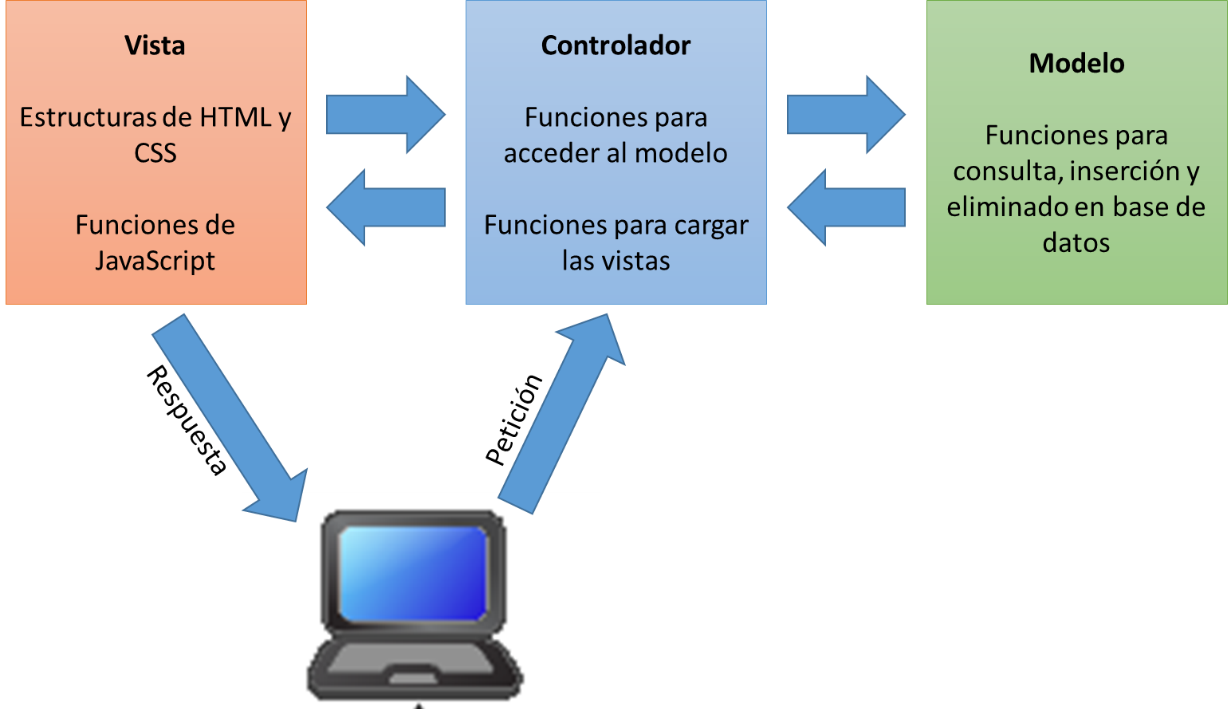 Vista
Estructuras de HTML y
CSS
Funciones de
JavaScript
Controlador
Funciones para
acceder al modelo
Funciones para cargar
las vistas
Modelo
Funciones para
consulta, inserción y
eliminado en base de
datos
Respuesta
Petición